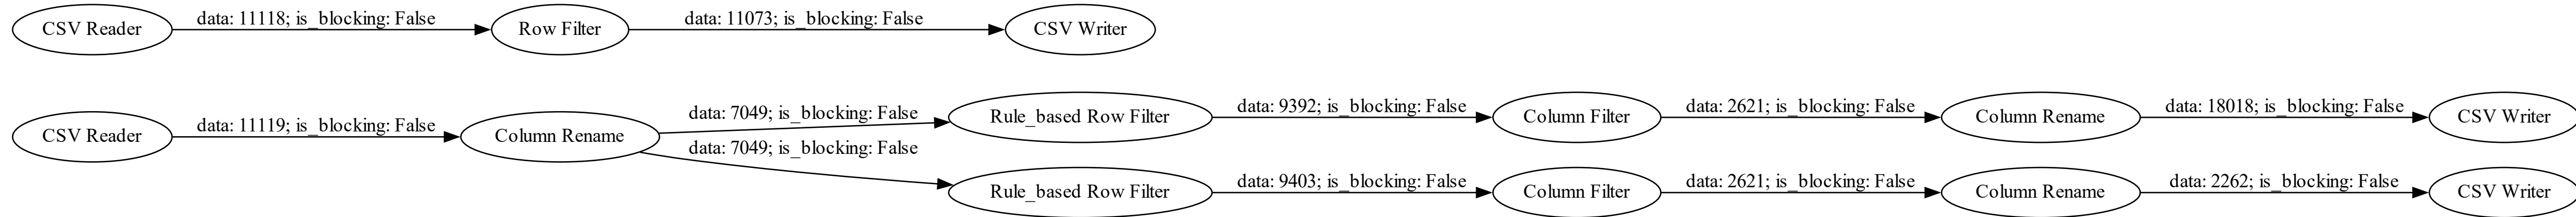 CSV Reader
data: 11118; is_blocking: False
Row Filter
data: 11073; is_blocking: False
CSV Writer
CSV Reader
data: 11119; is_blocking: False
Column Rename
data: 7049; is_blocking: False
Rule_based Row Filter
data: 9392; is_blocking: False
Column Filter
data: 2621; is_blocking: False
Column Rename
data: 18018; is_blocking: False
CSV Writer
data: 7049; is_blocking: False
Rule_based Row Filter
data: 9403; is_blocking: False
Column Filter
data: 2621; is_blocking: False
Column Rename
data: 2262; is_blocking: False
CSV Writer